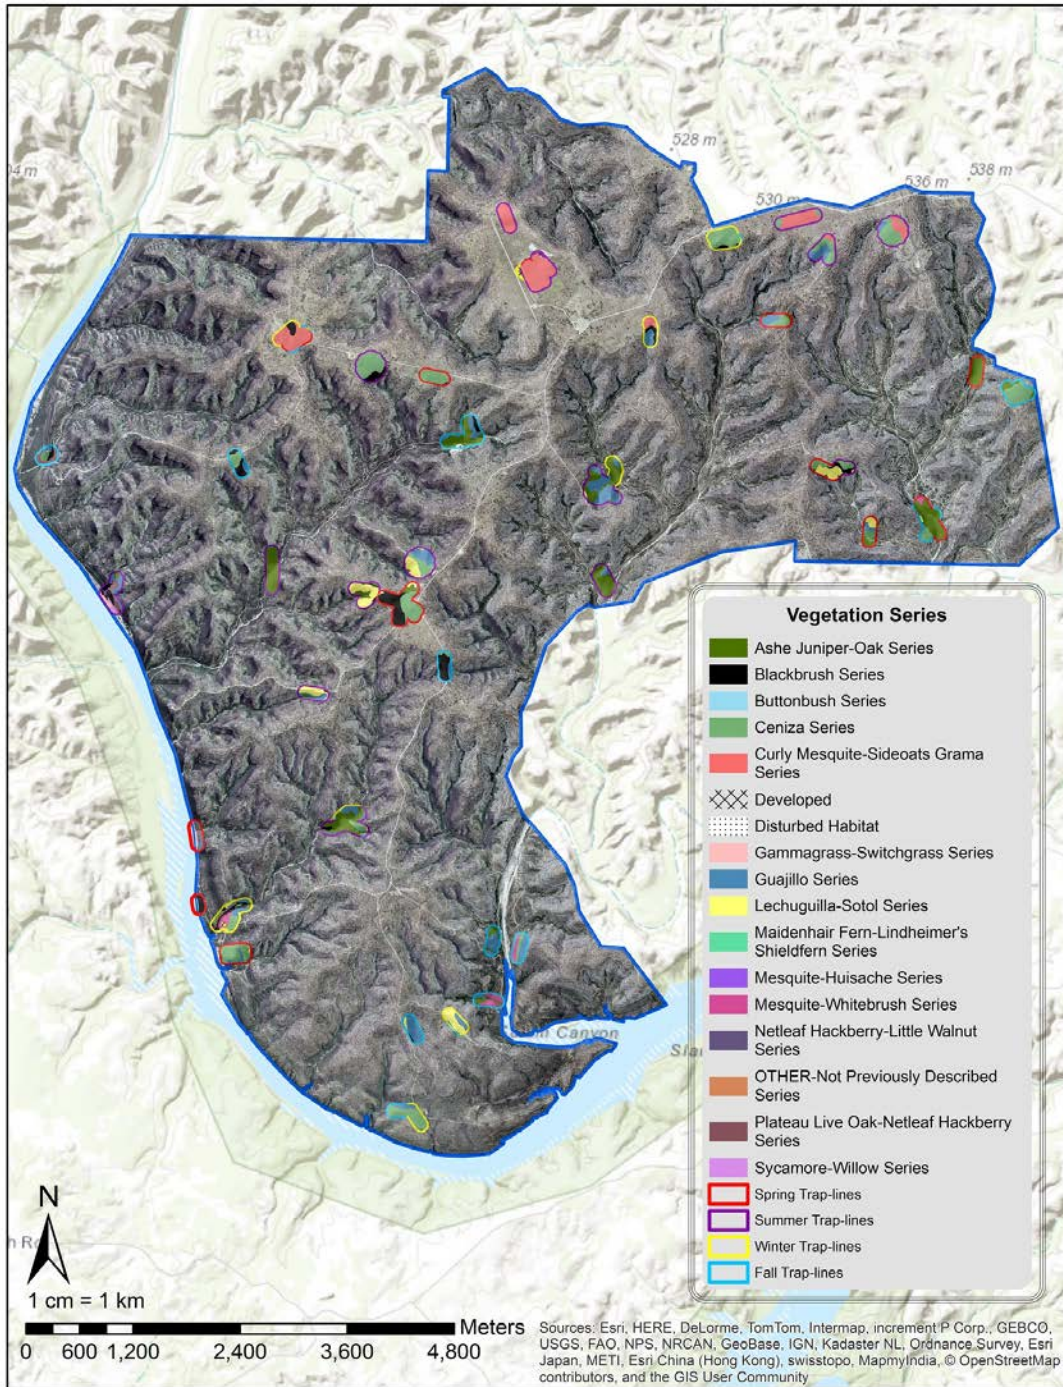 528 m
536 m
538 m
530 m
04 m
Vegetation Series
Ashe Juniper-Oak Series
Blackbrush Series
Buttonbush Series
Ceniza Series
Curly Mesquite-Sideoats Grama
Series
Developed
Disturbed Habitat
Gammagrass-Switchgrass Series
Guajillo Series
Lechuguilla-Sotol Series
Maidenhair Fern-Lindheimer's
Shieldfern Series
Mesquite-Huisache Series
Mesquite-Whitebrush Series
Netleaf Hackberry-Little Walnut
Series
OTHER-Not Previously Described
Series
Plateau Live Oak-Netleaf Hackberry
Series
Sycamore-Willow Series
Spring Trap-lines
Summer Trap-lines
Winter Trap-lines
Fall Trap-lines
Canyon
N
1 cm = 1 km
Meters
0 600 1,200 2,400 3,600 4,800
Sources: Esri, HERE, DeLorme, TomTom, Intermap, increment P Corp., GEBCO,
USGS, FAO, NPS, NRCAN, GeoBase, IGN, Kadaster NL, Ordnance Survey, Esri
Japan, METI, Esri China (Hong Kong), swisstopo, MapmyIndia, © OpenStreetMap
contributors, and the GIS User Community